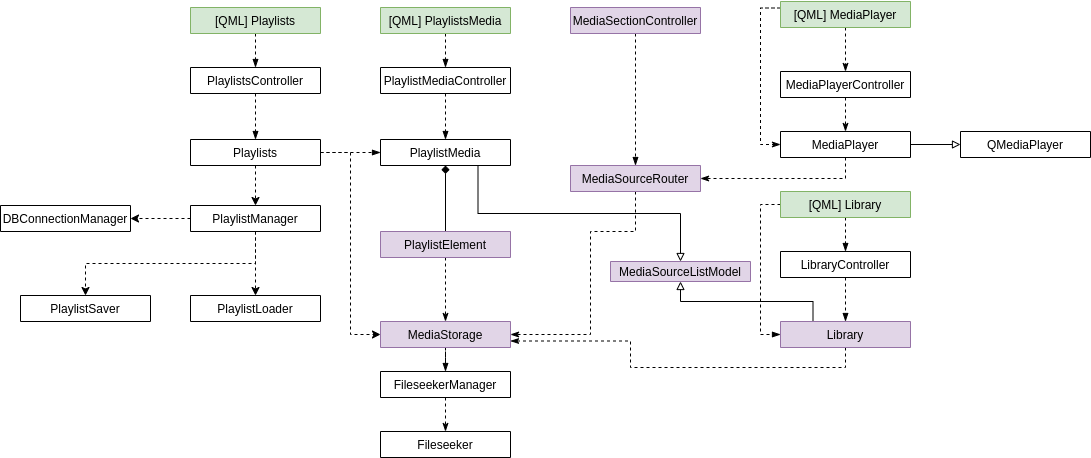 [QML] Playlists
[QML] PlaylistsMedia
MediaSectionController
[QML] MediaPlayer
PlaylistsController
PlaylistMediaController
MediaPlayerController
Playlists
PlaylistMedia
MediaPlayer
QMediaPlayer
MediaSourceRouter
DBConnectionManager
PlaylistManager
[QML] Library
PlaylistElement
MediaSourceListModel
LibraryController
PlaylistSaver
PlaylistLoader
MediaStorage
Library
FileseekerManager
Fileseeker